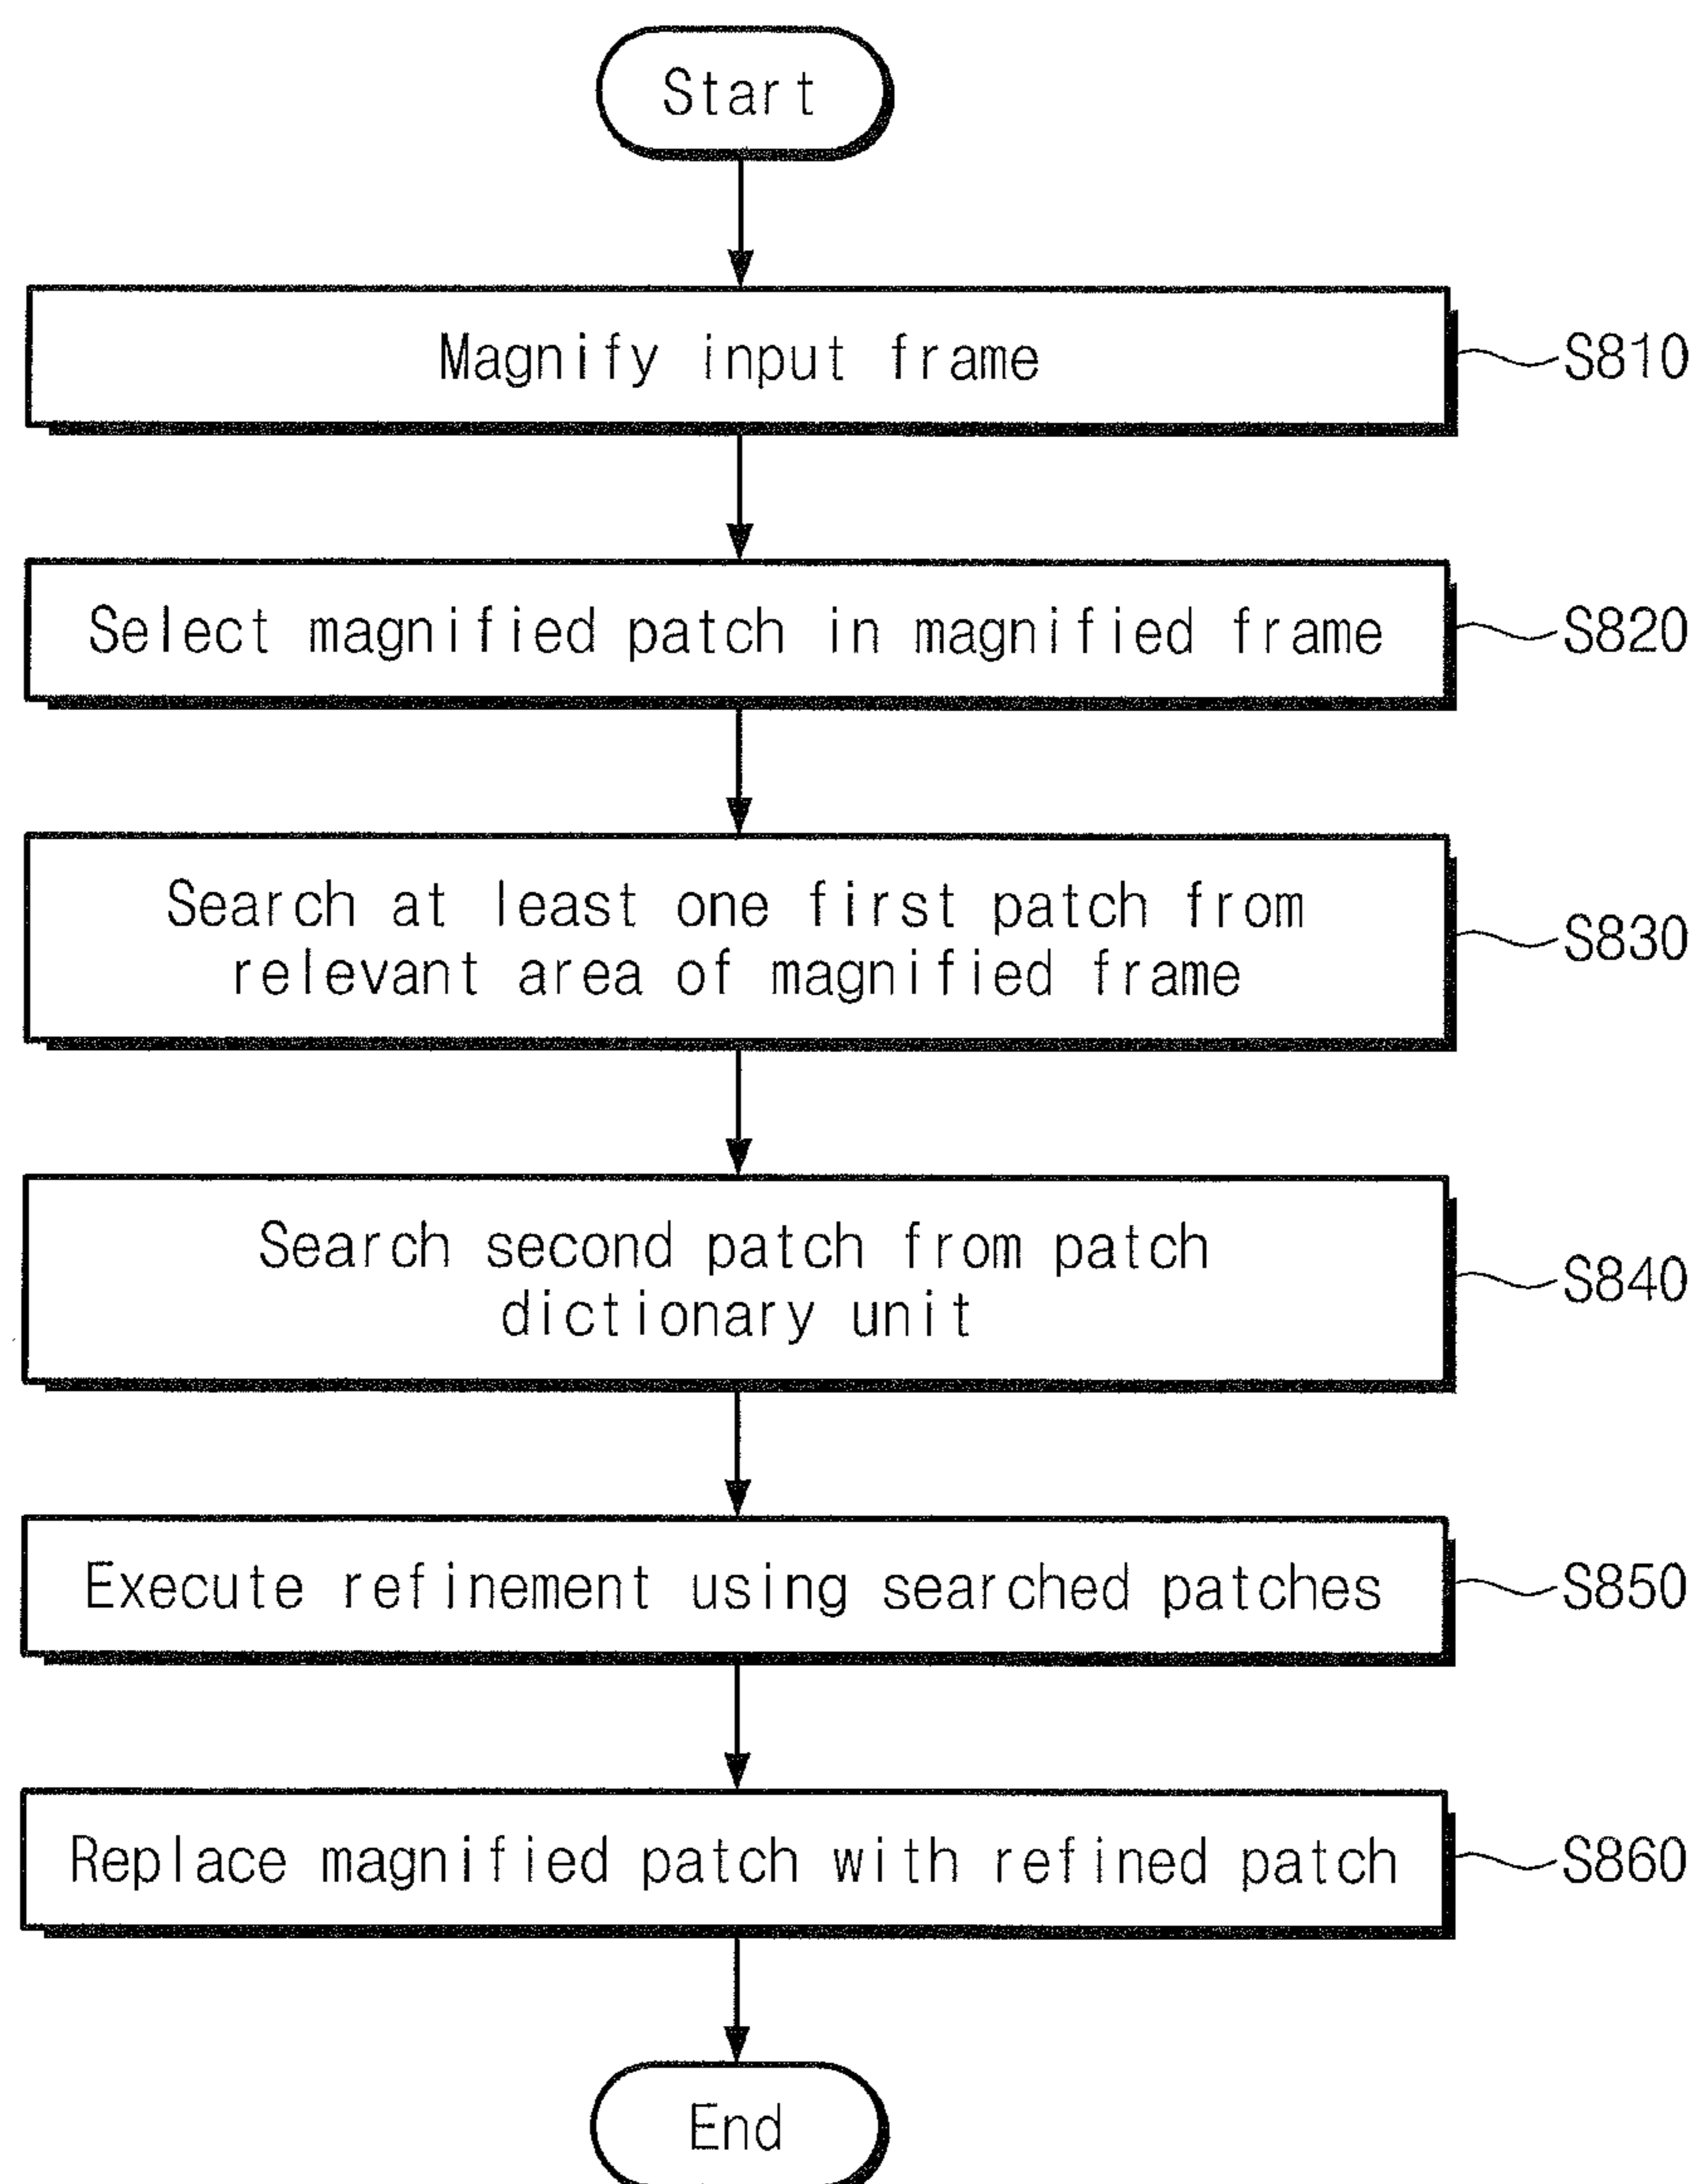 Start
Magnify input frame
S810
Select magnified patch in magnified frame
S820
Search at least one first patch from
relevant area of magnified frame
S830
Search second patch from patch
dictionary unit
S840
Execute refinement using searched patches
S850
Replace magnified patch with refined patch
S860
End